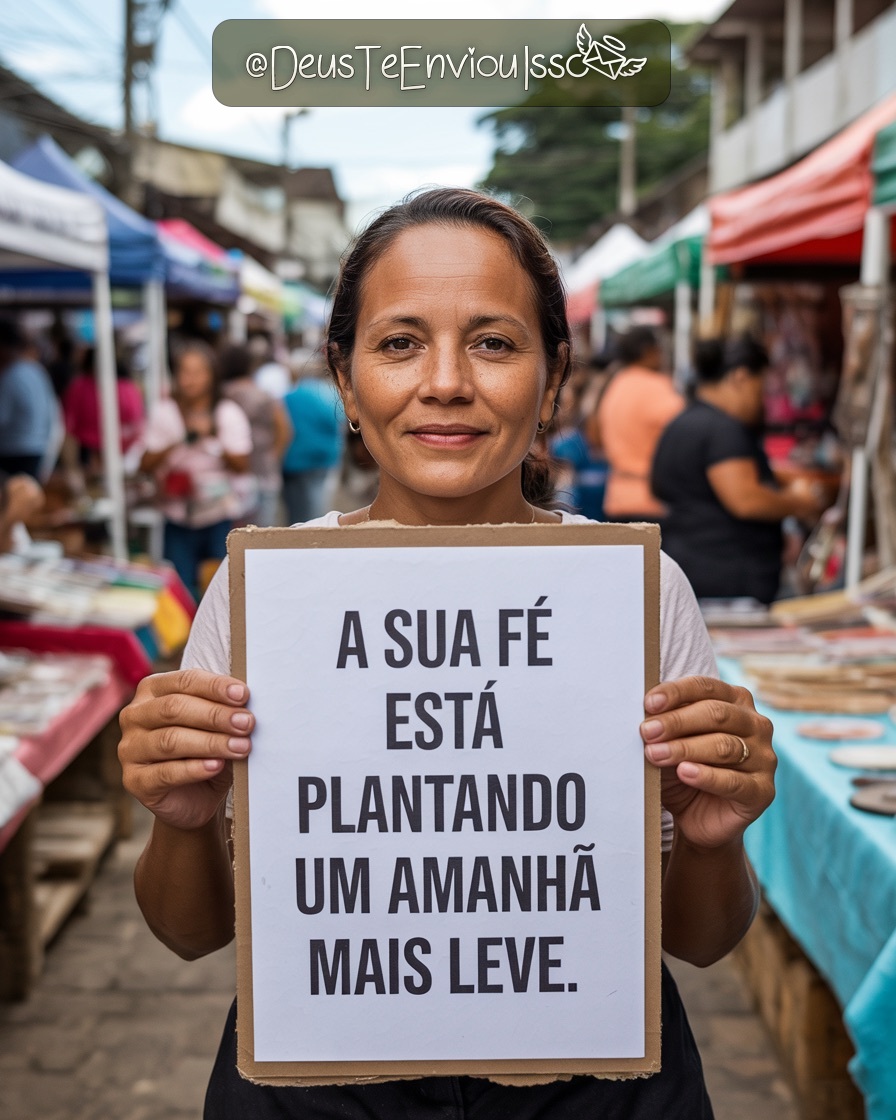 @DeusTeEnviouIsso
A SUA FÉ
ESTÁ
PLANTANDO
UM AMANHÃ
MAIS LEVE.